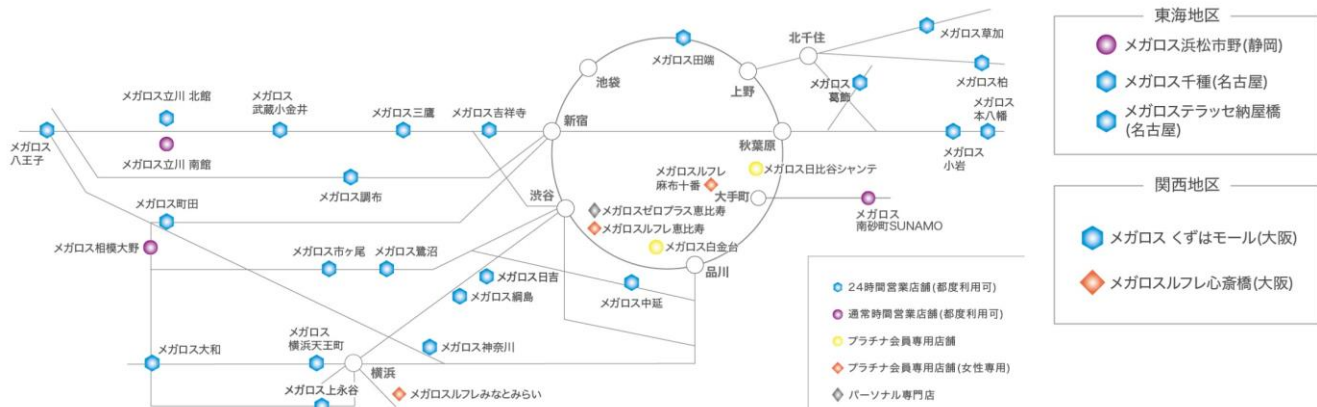 メガロス草加
北千住
メガロス田端
池袋
上野
メガロス
葛飾
メガロス柏
メガロス
本八幡
メガロス立川 北館
メガロス
武蔵小金井
メガロス三鷹
メガロス吉祥寺
新宿
秋葉原
メガロス
八王子
メガロス立川 南館
メガロス
小岩
メガロス日比谷シャンテ
メガロス調布
メガロスルフレ
麻布十番
大手町
渋谷
メガロス
南砂町SUNAMO
メガロス町田
メガロスゼロプラス恵比寿
メガロスルフレ恵比寿
メガロス相模大野
メガロス市ヶ尾
メガロス鷺沼
メガロス白金台
品川
メガロス日吉
メガロス綱島
メガロス中延
メガロス
横浜天王町
メガロス大和
メガロス神奈川
横浜
メガロス上永谷
メガロスルフレみなとみらい
24時間営業店舗(都度利用可)
通常時間営業店舗(都度利用可)
プラチナ会員専用店舗
プラチナ会員専用店舗(女性専用)
パーソナル専門店
東海地区
メガロス浜松市野(静岡)
メガロス千種(名古屋)
メガロステラッセ納屋橋
(名古屋)
関西地区
メガロス くずはモール(大阪)
メガロスルフレ心斎橋(大阪)